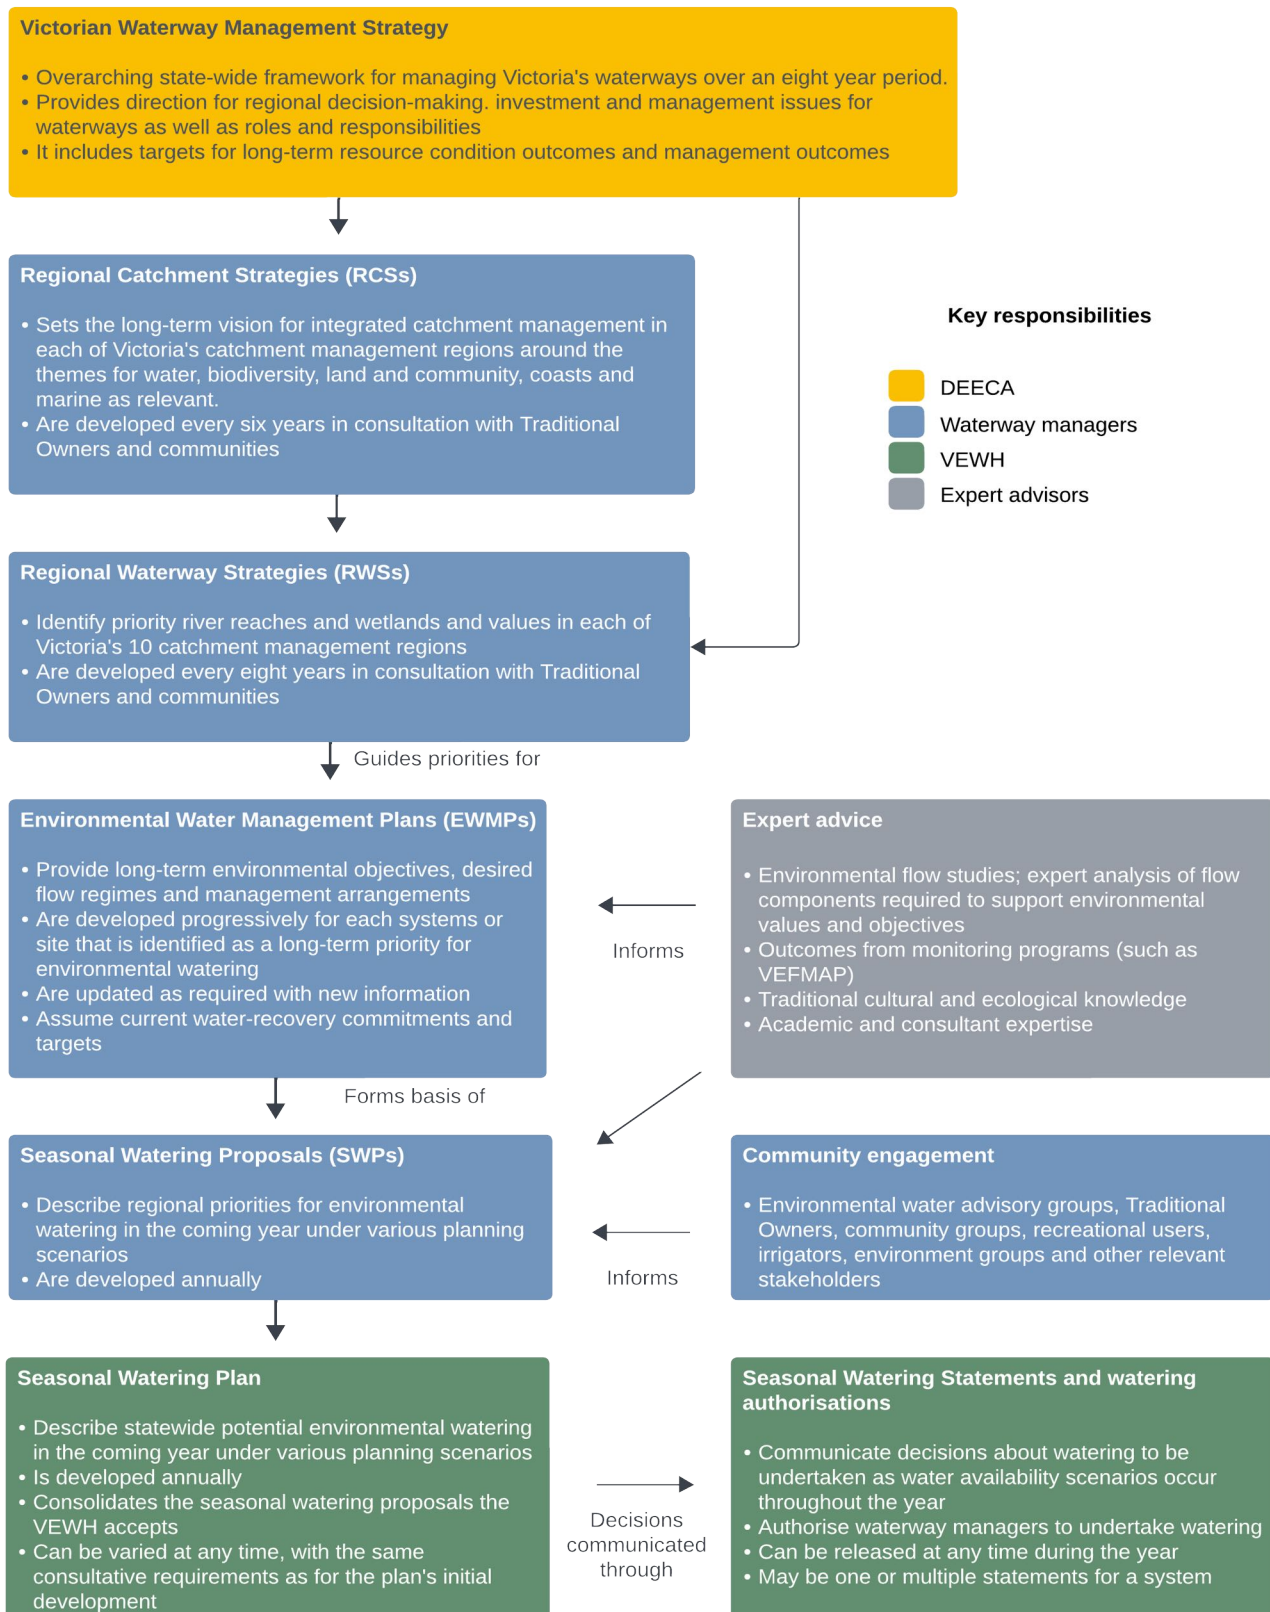 Victorian Waterway Management Strategy
• Overarching state-wide framework for managing Victoria's waterways over an eight year period.
• Provides direction for regional decision-making. investment and management issues for
waterways as well as roles and responsibilities
• It includes targets for long-term resource condition outcomes and management outcomes
Regional Catchment Strategies (RCSs)
• Sets the long-term vision for integrated catchment management in
each of Victoria's catchment management regions around the
themes for water, biodiversity, land and community, coasts and
marine as relevant.
• Are developed every six years in consultation with Traditional
Owners and communities
Key responsibilities
DEECA
Waterway managers
VEWH
Expert advisors
Regional Waterway Strategies (RWSs)
• Identify priority river reaches and wetlands and values in each of
Victoria's 10 catchment management regions
• Are developed every eight years in consultation with Traditional
Owners and communities
Guides priorities for
Environmental Water Management Plans (EWMPs)
• Provide long-term environmental objectives, desired
flow regimes and management arrangements
• Are developed progressively for each systems or
site that is identified as a long-term priority for
environmental watering
• Are updated as required with new information
• Assume current water-recovery commitments and
targets
Informs
Expert advice
• Environmental flow studies; expert analysis of flow
components required to support environmental
values and objectives
• Outcomes from monitoring programs (such as
VEFMAP)
• Traditional cultural and ecological knowledge
• Academic and consultant expertise
Forms basis of
Seasonal Watering Proposals (SWPs)
• Describe regional priorities for environmental
watering in the coming year under various planning
scenarios
• Are developed annually
Informs
Community engagement
• Environmental water advisory groups, Traditional
Owners, community groups, recreational users,
irrigators, environment groups and other relevant
stakeholders
Seasonal Watering Plan
• Describe statewide potential environmental watering
in the coming year under various planning scenarios
• Is developed annually
• Consolidates the seasonal watering proposals the
VEWH accepts
• Can be varied at any time, with the same
consultative requirements as for the plan's initial
development
Decisions
communicated
through
Seasonal Watering Statements and watering
authorisations
• Communicate decisions about watering to be
undertaken as water availability scenarios occur
throughout the year
• Authorise waterway managers to undertake watering
• Can be released at any time during the year
• May be one or multiple statements for a system